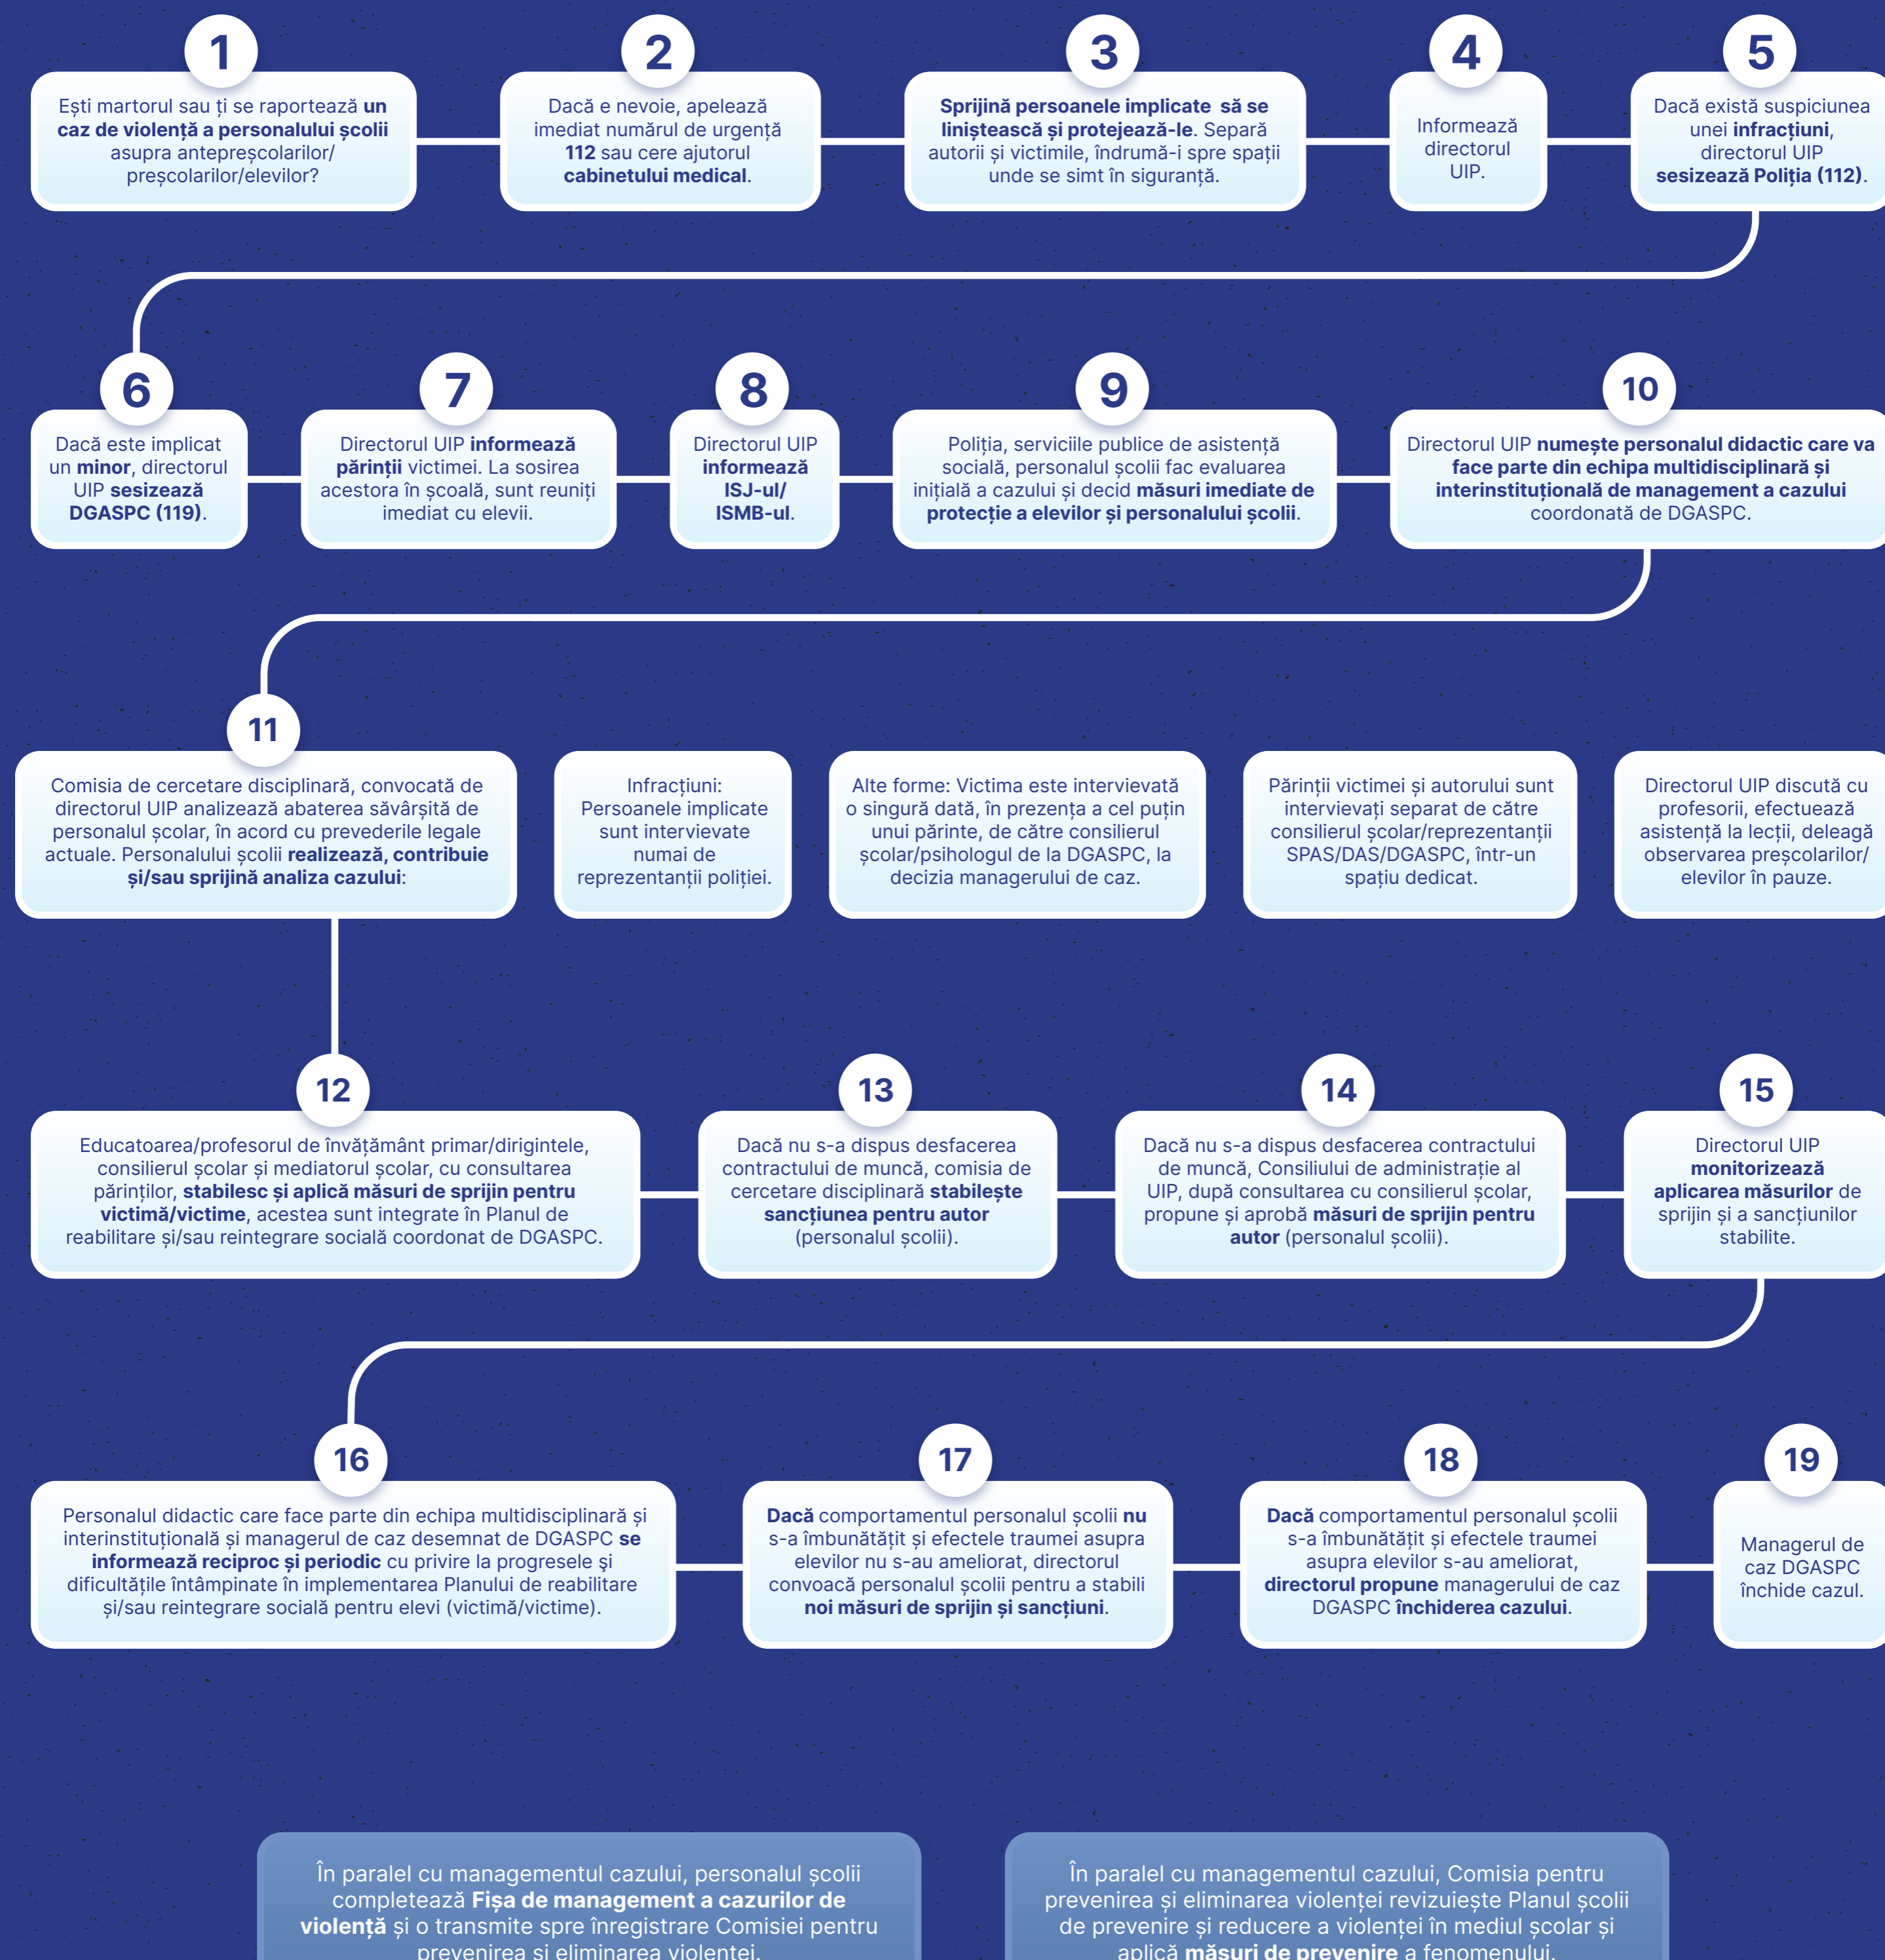 1
Ești martorul sau ți se raportează un
caz de violență a personalului școlii
asupra antepreșcolarilor/
preșcolarilor/elevilor?
2
Dacă e nevoie, apelează
imediat numărul de urgență
112 sau cere ajutorul
cabinetului medical.
3
Sprijină persoanele implicate să se
liniștească și protejează-le. Separă
autorii și victimile, îndrumă-i spre spații
unde se simt în siguranță.
4
Informează
directorul
UIP.
5
Dacă există suspiciunea
unei infracțiuni,
directorul UIP
sesizează Poliția (112).
6
Dacă este implicat
un minor, directorul
UIP sesizează
DGASPC (119).
7
Directorul UIP informează
părinții victimei. La sosirea
acestora în școală, sunt reuniți
imediat cu elevii.
8
Directorul UIP
informează
ISJ-ul/
ISMB-ul.
9
Poliția, serviciile publice de asistență
socială, personalul școlii fac evaluarea
inițială a cazului și decid măsuri imediate de
protecție a elevilor și personalului școlii.
10
Directorul UIP numește personalul didactic care va
face parte din echipa multidisciplinară și
interinstituțională de management a cazului
coordonată de DGASPC.
11
Comisia de cercetare disciplinară, convocată de
directorul UIP analizează abaterea săvârșită de
personalul școlar, în acord cu prevederile legale
actuale. Personalului școlii realizează, contribuie
și/sau sprijină analiza cazului:
Infracțiuni:
Persoanele implicate
sunt intervievate
numai de
reprezentanții poliției.
Alte forme: Victima este intervievată
o singură dată, în prezența a cel puțin
unui părinte, de către consilierul
școlar/psihologul de la DGASPC, la
decizia managerului de caz.
Părinții victimei și autorului sunt
intervievați separat de către
consilierul școlar/reprezentanții
SPAS/DAS/DGASPC, într-un
spațiu dedicat.
Directorul UIP discută cu
profesorii, efectuează
asistență la lecții, deleagă
observarea preșcolarilor/
elevilor în pauze.
12
Educatoarea/profesorul de învățământ primar/dirigintele,
consilierul școlar și mediatorul școlar, cu consultarea
părinților, stabilesc și aplică măsuri de sprijin pentru
victimă/victime, acestea sunt integrate în Planul de
reabilitare și/sau reintegrare socială coordonat de DGASPC.
13
Dacă nu s-a dispus desfacerea
contractului de muncă, comisia de
cercetare disciplinară stabilește
sancțiunea pentru autor
(personalul școlii).
14
Dacă nu s-a dispus desfacerea contractului
de muncă, Consiliului de administrație al
UIP, după consultarea cu consilierul școlar,
propune și aprobă măsuri de sprijin pentru
autor (personalul școlii).
15
Directorul UIP
monitorizează
aplicarea măsurilor de
sprijin și a sancțiunilor
stabilite.
16
Personalul didactic care face parte din echipa multidisciplinară și
interinstituțională și managerul de caz desemnat de DGASPC se
informează reciproc și periodic cu privire la progresele şi
dificultățile întâmpinate în implementarea Planului de reabilitare
și/sau reintegrare socială pentru elevi (victimă/victime).
17
Dacă comportamentul personalul școlii nu
s-a îmbunătățit și efectele traumei asupra
elevilor nu s-au ameliorat, directorul
convoacă personalul școlii pentru a stabili
noi măsuri de sprijin și sancțiuni.
18
Dacă comportamentul personalul școlii
s-a îmbunătățit și efectele traumei
asupra elevilor s-au ameliorat,
directorul propune managerului de caz
DGASPC închiderea cazului.
19
Managerul de
caz DGASPC
închide cazul.
În paralel cu managementul cazului, personalul școlii
completează Fișa de management a cazurilor de
violență și o transmite spre înregistrare Comisiei pentru
prevenirea și eliminarea violenței.
În paralel cu managementul cazului, Comisia pentru
prevenirea și eliminarea violenței revizuiește Planul școlii
de prevenire și reducere a violenței în mediul școlar și
aplică măsuri de prevenire a fenomenului.